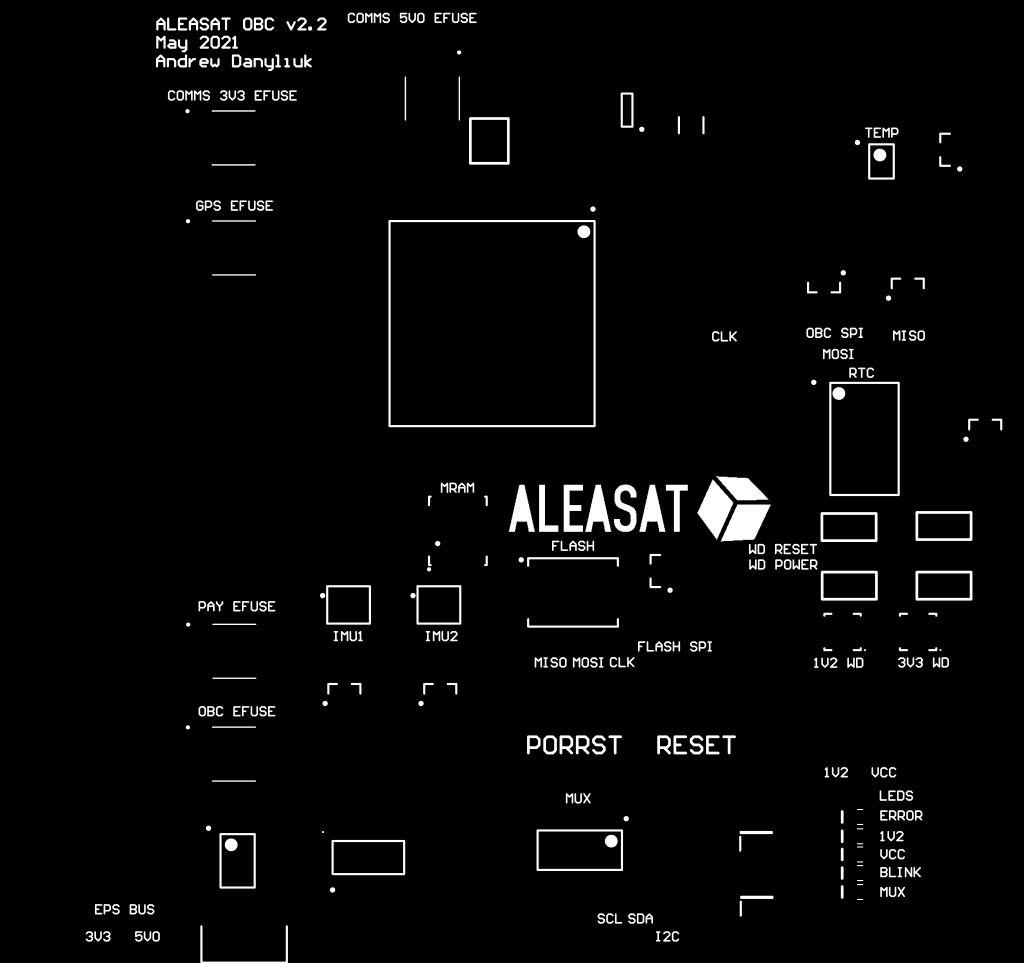 ALEASAT OBC v2.2
May 2021
Andrew Danyliuk
COMMS 5V0 EFUSE
COMMS 3V3 EFUSE
TEMP
GPS EFUSE
CLK
OBC SPI
MISO
MOSI
RTC
MRAM
ALEASAT
FLASH
WD RESET
WD POWER
PAY EFUSE
IMU1
IMU2
FLASH SPI
MISO MOSI CLK
1V2 WD
3V3 WD
OBC EFUSE
PORRST
RESET
1V2
VCC
MUX
LEDS
ERROR
1V2
VCC
BLINK
MUX
EPS BUS
3V3
5V0
SCL SDA
I2C